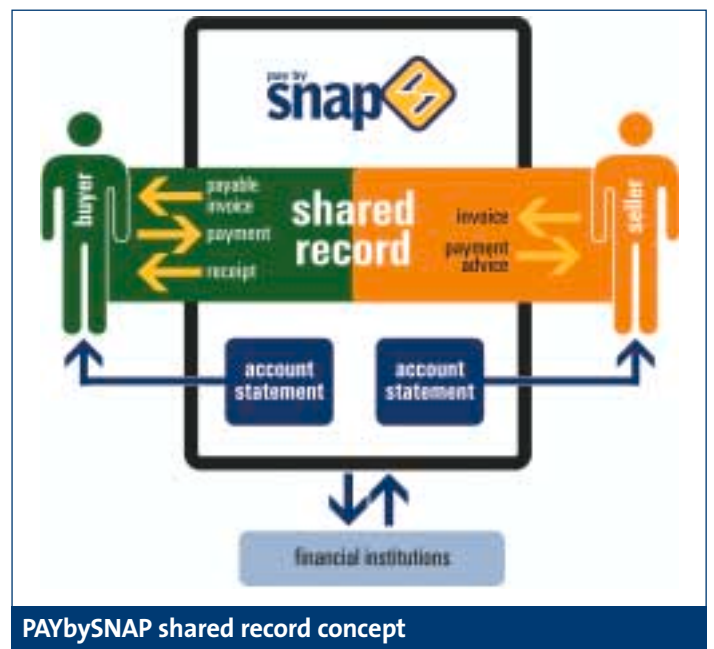 pay by
snap
buyer
payable
invoice
payment
receipt
shared
record
invoice
payment
advice
seller
account
statement
account
statement
financial institutions
PAYbySNAP shared record concept